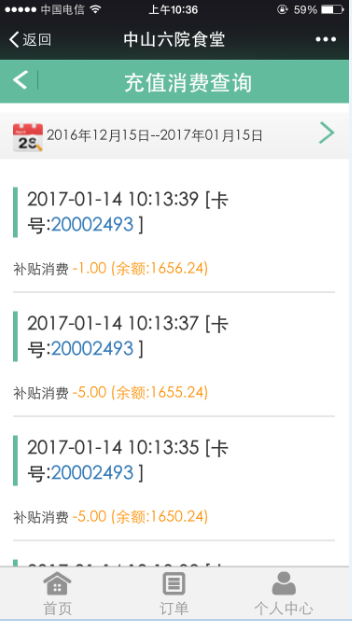 中国电信 上午10:36 59%
返回 中山六院食堂
充值消费查询
28 2016年12月15日--2017年01月15日
2017-01-14 10:13:39 [卡
号:20002493 ]
补贴消费 -1.00 (余额:1656.24)
2017-01-14 10:13:37 [卡
号:20002493 ]
补贴消费 -5.00 (余额:1655.24)
2017-01-14 10:13:35 [卡
号:20002493 ]
补贴消费 -5.00 (余额:1650.24)
首页 订单 个人中心